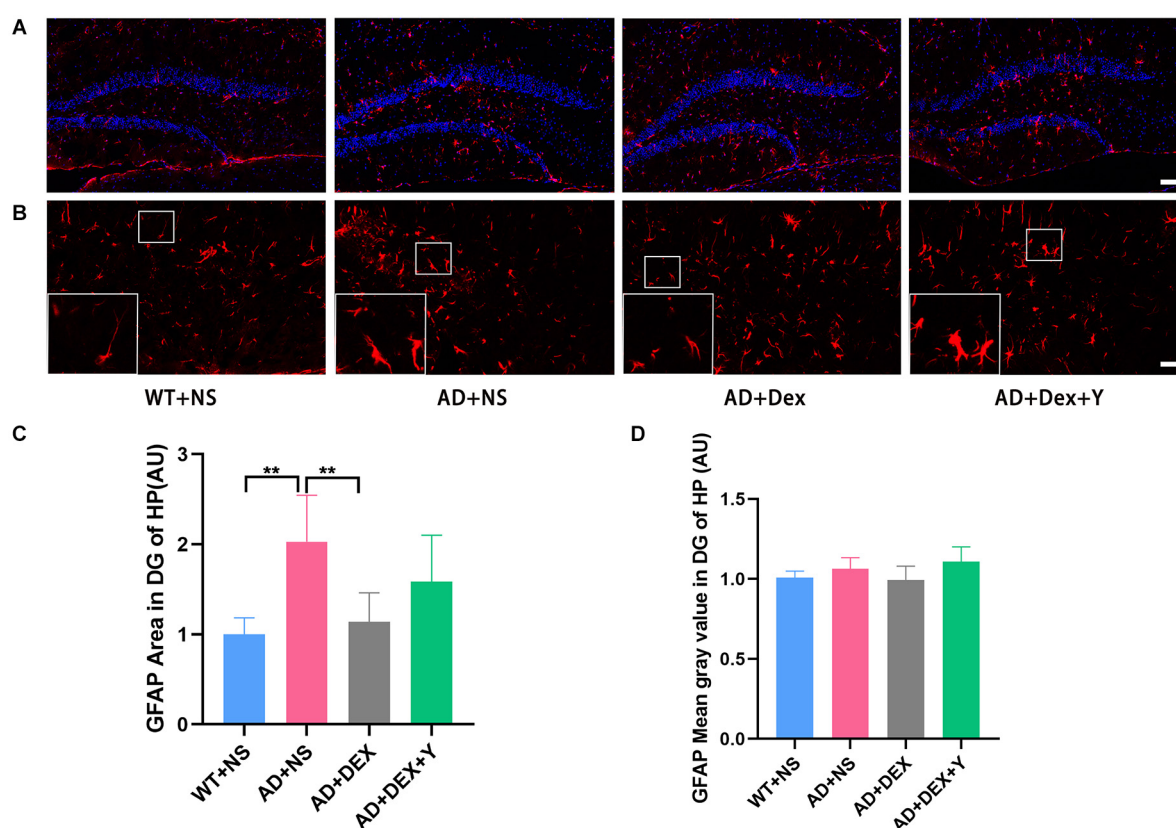 A
B
WT+NS
AD+NS
AD+Dex
AD+Dex+Y
C
GFAP Area in DG of HP(AU)
3
2
1
0
**
**
WT+NS
AD+NS
AD+DEX
AD+DEX+Y
D
GFAP Mean gray value in DG of HP (AU)
1.5
1.0
0.5
0.0
WT+NS
AD+NS
AD+DEX
AD+DEX+Y